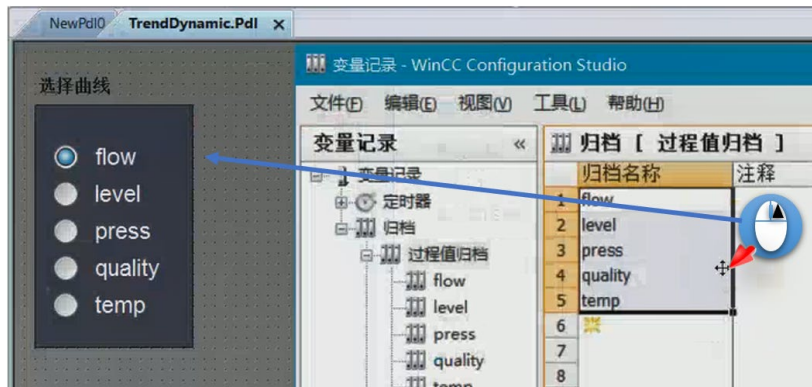 NewPdl0 TrendDynamic.Pdl ×
选择曲线
flow
level
press
quality
temp
变量记录 - WinCC Configuration Studio
文件(F) 编辑(E) 视图(V) 工具(L) 帮助(H)
变量记录 «
变量记录
定时器
归档
过程值归档
flow
level
press
quality
temp
归档 [ 过程值归档 ]
归档名称 注释
1 flow
2 level
3 press
4 quality
5 temp
6
7
8